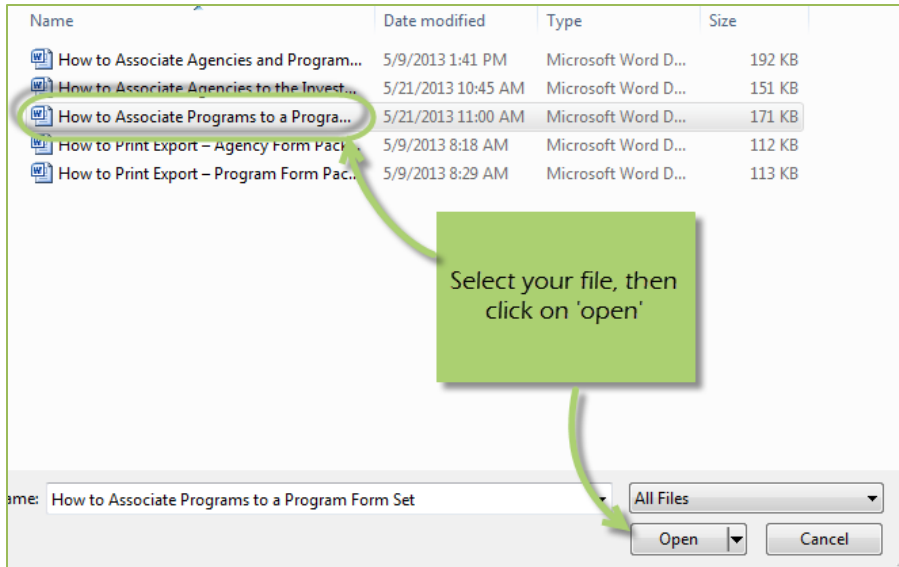 Name Date modified Type Size
How to Associate Agencies and Program... 5/9/2013 1:41 PM Microsoft Word D... 192 KB
How to Associate Agencies to the Invest... 5/21/2013 10:45 AM Microsoft Word D... 151 KB
How to Associate Programs to a Progra... 5/21/2013 11:00 AM Microsoft Word D... 171 KB
How to Print Export – Agency Form Pack... 5/9/2013 8:18 AM Microsoft Word D... 112 KB
How to Print Export – Program Form Pac... 5/9/2013 8:29 AM Microsoft Word D... 113 KB
Select your file, then
click on 'open'
ame: How to Associate Programs to a Program Form Set All Files
Open Cancel